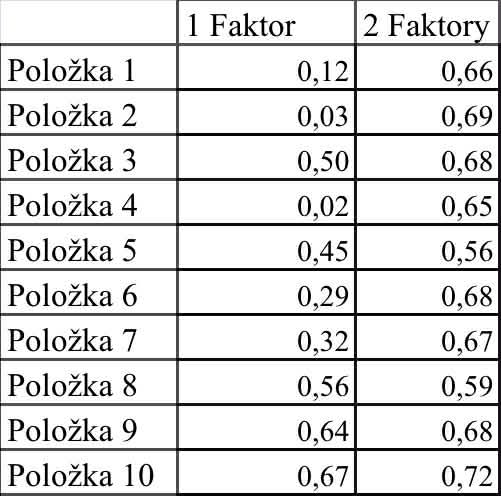 1 Faktor 2 Faktory
Položka 1 0,12 0,66
Položka 2 0,03 0,69
Položka 3 0,50 0,68
Položka 4 0,02 0,65
Položka 5 0,45 0,56
Položka 6 0,29 0,68
Položka 7 0,32 0,67
Položka 8 0,56 0,59
Položka 9 0,64 0,68
Položka 10 0,67 0,72